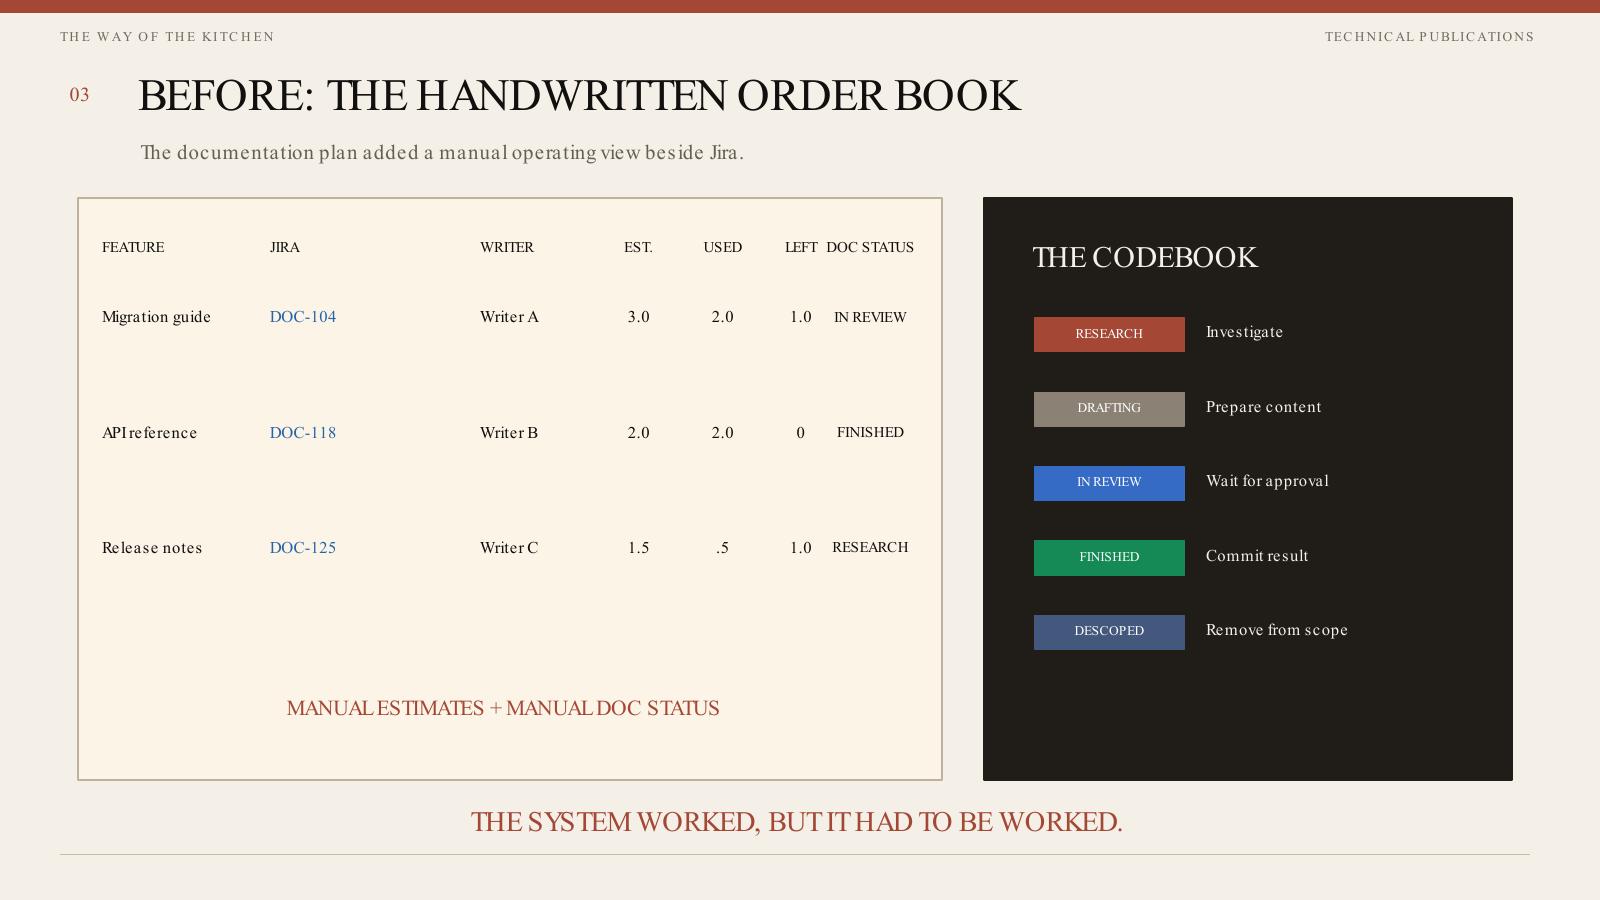 THE WAY OF THE KITCHEN
TECHNICAL PUBLICATIONS
03
BEFORE: THE HANDWRITTEN ORDER BOOK
The documentation plan added a manual operating view beside Jira.
FEATURE JIRA WRITER EST. USED LEFT DOC STATUS
Migration guide DOC-104 Writer A 3.0 2.0 1.0 IN REVIEW
API reference DOC-118 Writer B 2.0 2.0 0 FINISHED
Release notes DOC-125 Writer C 1.5 .5 1.0 RESEARCH
MANUAL ESTIMATES + MANUAL DOC STATUS
THE CODEBOOK
RESEARCH Investigate
DRAFTING Prepare content
IN REVIEW Wait for approval
FINISHED Commit result
DESCOPED Remove from scope
THE SYSTEM WORKED, BUT IT HAD TO BE WORKED.